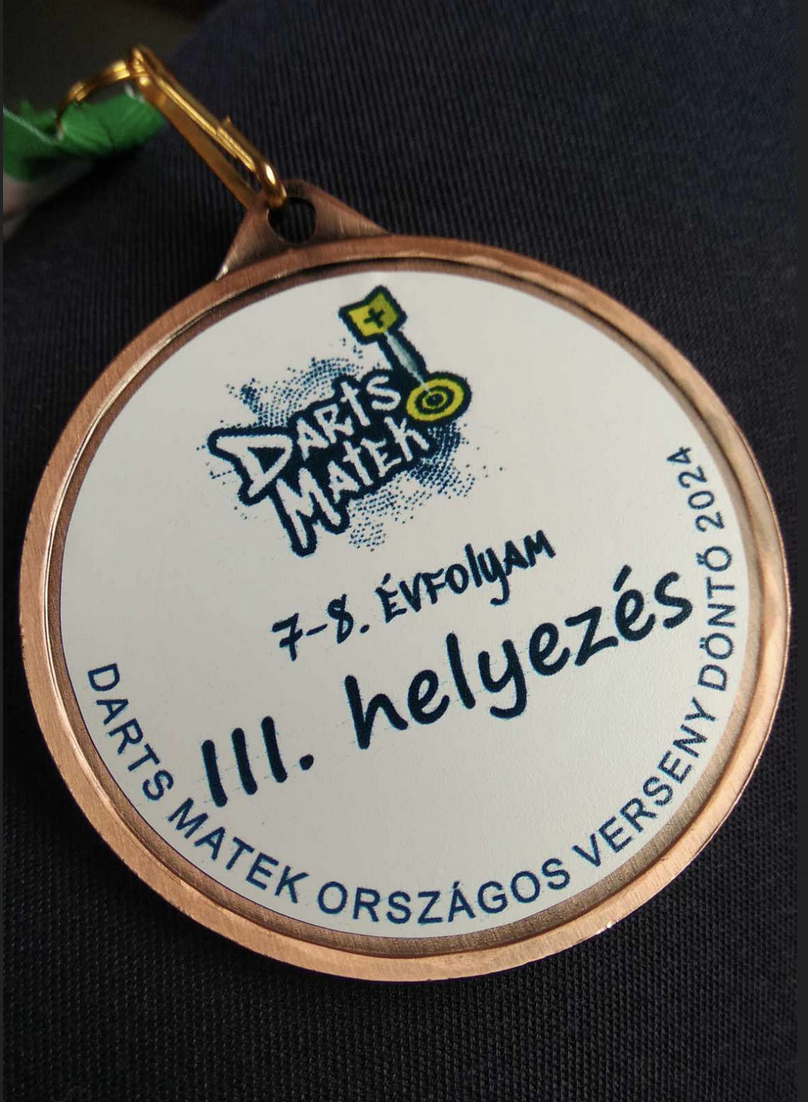 DARTS
MATEK
7-8. ÉVFOLYAM
III. helyezés
DARTS MATEK ORSZÁGOS VERSENY DÖNTŐ 2024